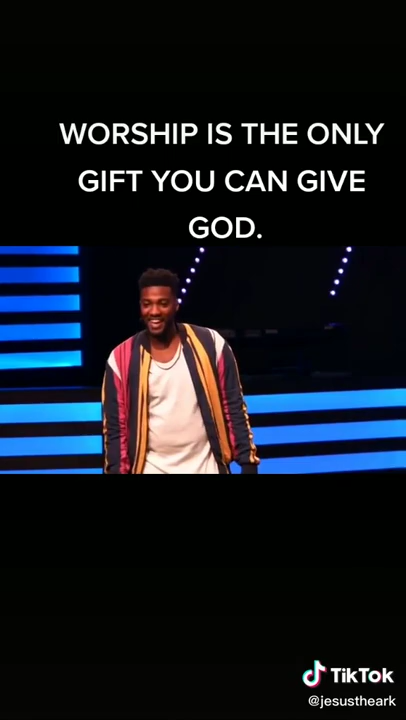 WORSHIP IS THE ONLY
GIFT YOU CAN GIVE
GOD.
TikTok
@jesustheark